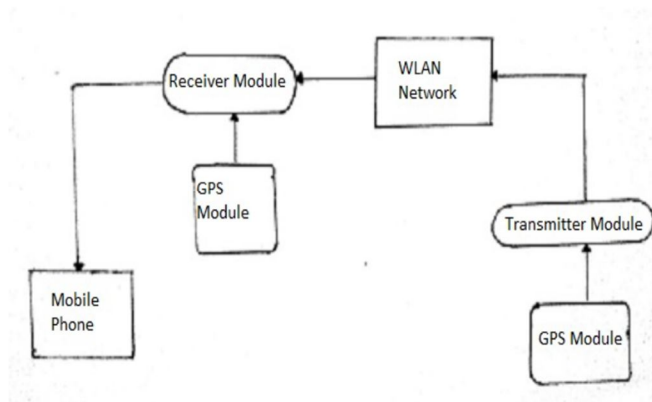 Receiver Module
WLAN
Network
GPS
Module
Transmitter Module
Mobile
Phone
GPS Module